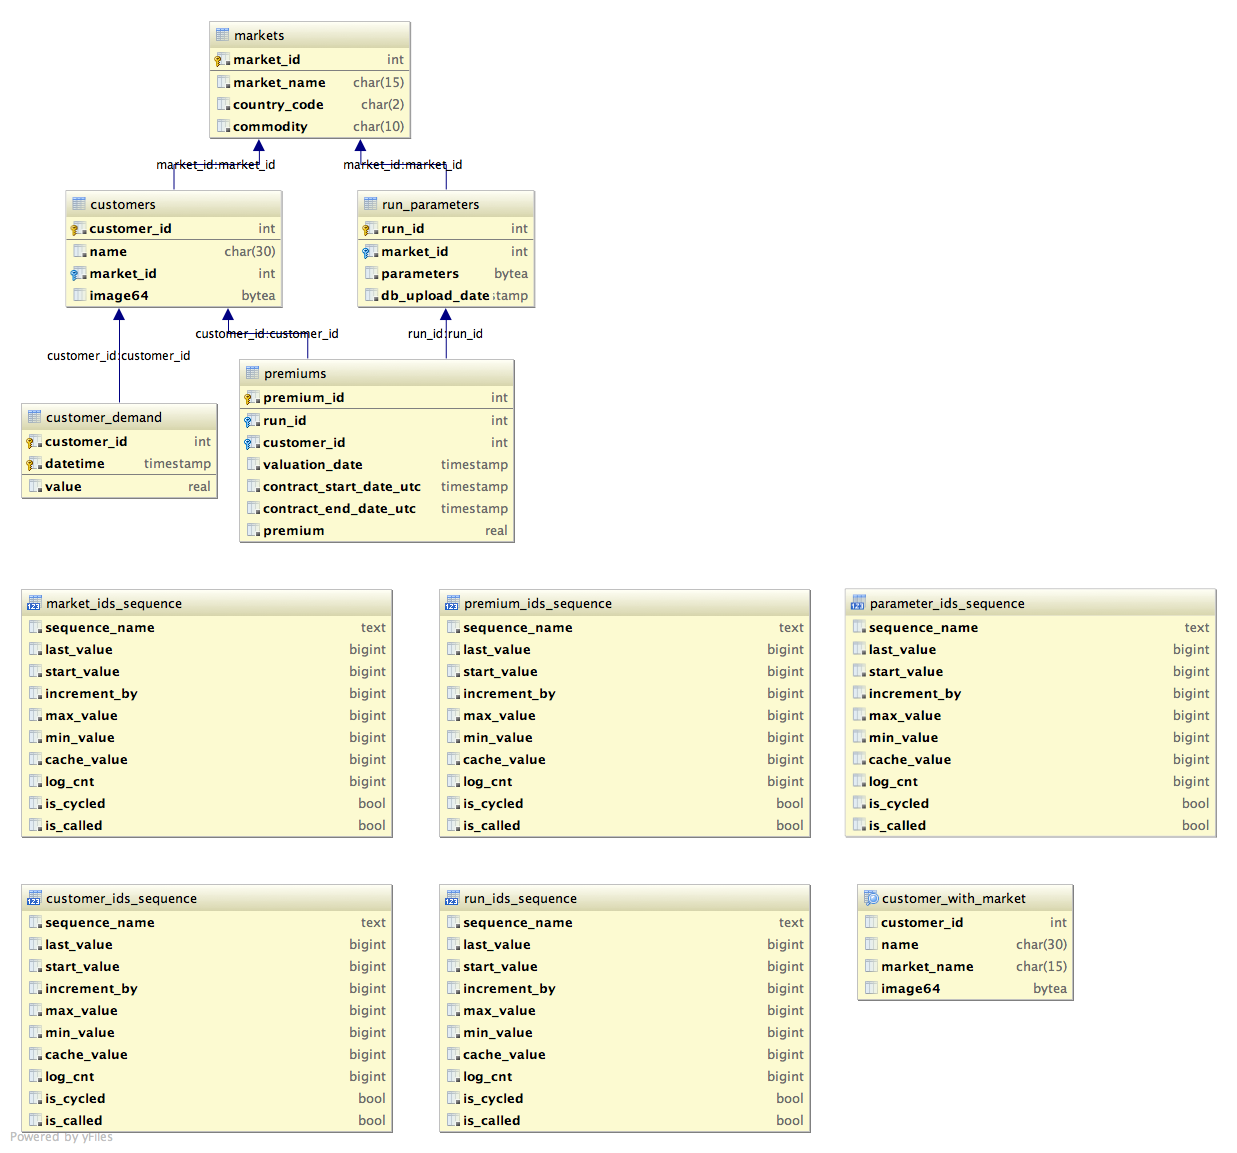 markets
market_id int
market_name char(15)
country_code char(2)
commodity char(10)
market_id:market_id
market_id:market_id
customers
customer_id int
name char(30)
market_id int
image64 bytea
run_parameters
run_id int
market_id int
parameters bytea
db_upload_date stamp
customer_id:customer_id
run_id:run_id
customer_id:customer_id
premiums
premium_id int
run_id int
customer_id int
valuation_date timestamp
contract_start_date_utc timestamp
contract_end_date_utc timestamp
premium real
customer_demand
customer_id int
datetime timestamp
value real
market_ids_sequence
sequence_name text
last_value bigint
start_value bigint
increment_by bigint
max_value bigint
min_value bigint
cache_value bigint
log_cnt bigint
is_cycled bool
is_called bool
premium_ids_sequence
sequence_name text
last_value bigint
start_value bigint
increment_by bigint
max_value bigint
min_value bigint
cache_value bigint
log_cnt bigint
is_cycled bool
is_called bool
parameter_ids_sequence
sequence_name text
last_value bigint
start_value bigint
increment_by bigint
max_value bigint
min_value bigint
cache_value bigint
log_cnt bigint
is_cycled bool
is_called bool
customer_ids_sequence
sequence_name text
last_value bigint
start_value bigint
increment_by bigint
max_value bigint
min_value bigint
cache_value bigint
log_cnt bigint
is_cycled bool
is_called bool
run_ids_sequence
sequence_name text
last_value bigint
start_value bigint
increment_by bigint
max_value bigint
min_value bigint
cache_value bigint
log_cnt bigint
is_cycled bool
is_called bool
customer_with_market
customer_id int
name char(30)
market_name char(15)
image64 bytea
Powered by yFiles